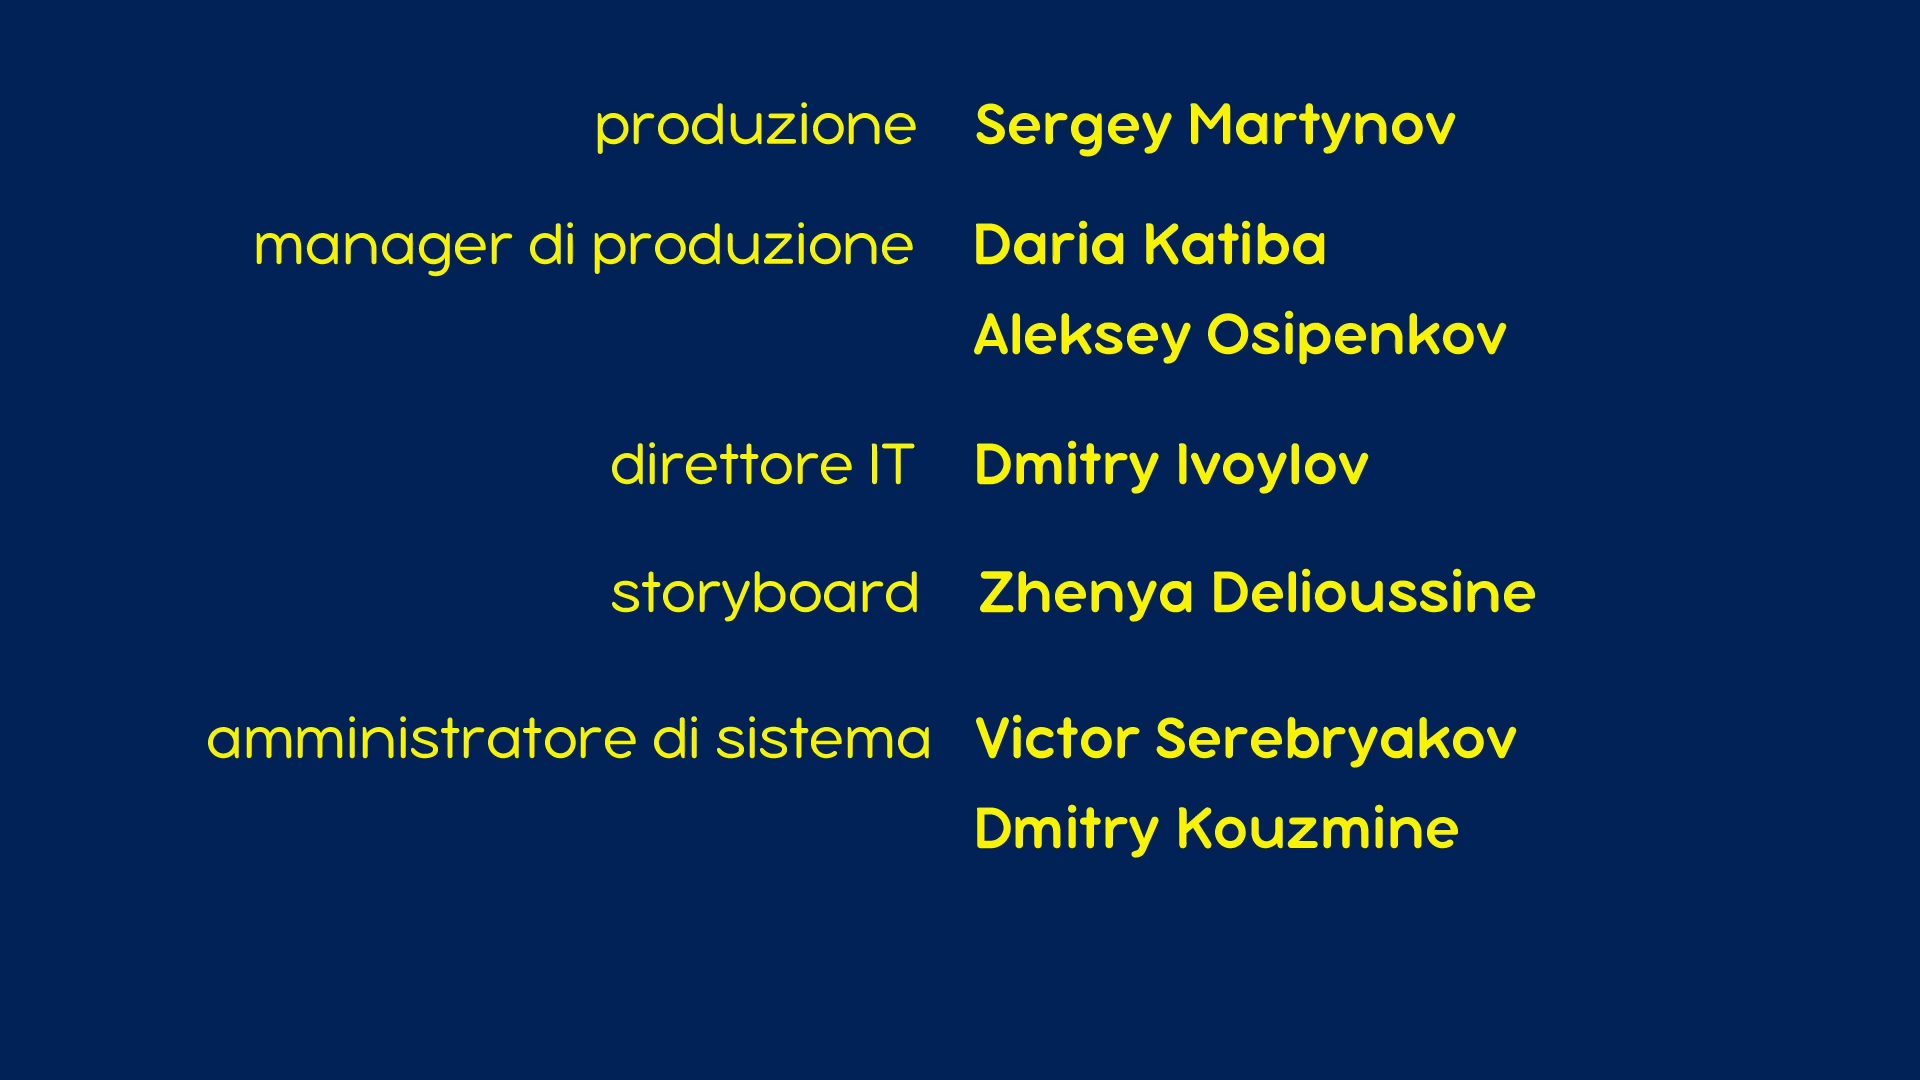 produzione Sergey Martynov
manager di produzione Daria Katiba
Aleksey Osipenkov
direttore IT Dmitry Ivoylov
storyboard Zhenya Delioussine
amministratore di sistema Victor Serebryakov
Dmitry Kouzmine